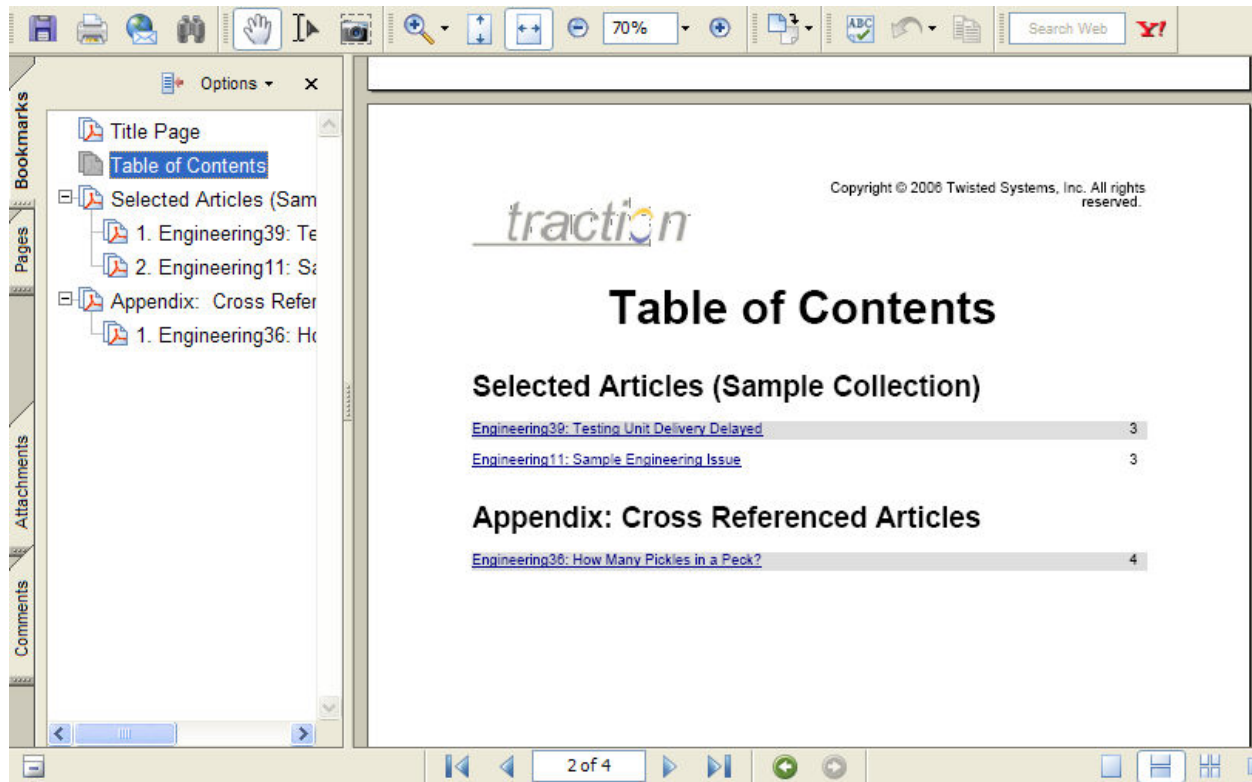 70%
ABC
Search Web
Y!
Options
x
Bookmarks
Pages
Attachments
Comments
Title Page
Table of Contents
Selected Articles (Sam
1. Engineering39: Te
2. Engineering11: Sa
Appendix: Cross Refer
1. Engineering36: Ho
Copyright © 2006 Twisted Systems, Inc. All rights
reserved.
traction
Table of Contents
Selected Articles (Sample Collection)
Engineering39: Testing Unit Delivery Delayed 3
Engineering11: Sample Engineering Issue 3
Appendix: Cross Referenced Articles
Engineering36: How Many Pickles in a Peck? 4
2 of 4